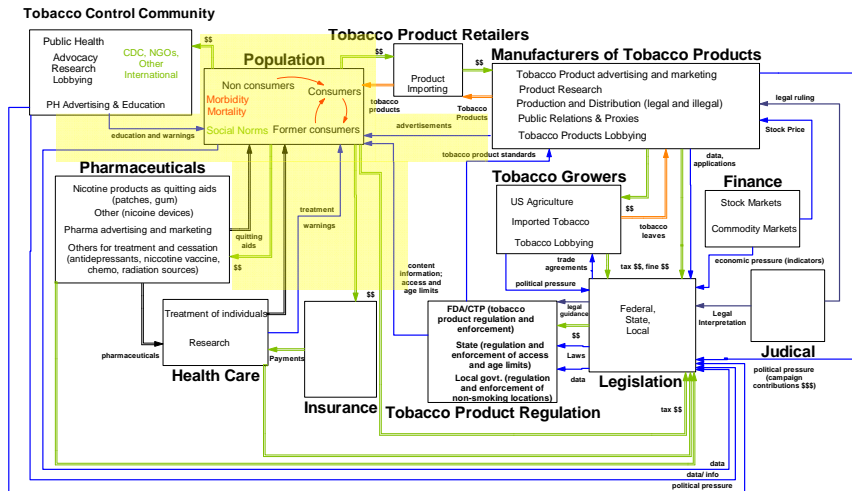 Tobacco Control Community
Public Health
Advocacy
Research
Lobbying
CDC, NGOs,
Other
International
PH Advertising & Education
$$
education and warnings
Population
Non consumers
Consumers
Morbidity
Mortality
Social Norms
Former consumers
$$
Tobacco Product Retailers
Product
Importing
$$
tobacco
products
Tobacco
Products
advertisements
tobacco product standards
Manufacturers of Tobacco Products
Tobacco Product advertising and marketing
Product Research
Production and Distribution (legal and illegal)
Public Relations & Proxies
Tobacco Products Lobbying
legal ruling
Stock Price
data,
applications
Pharmaceuticals
Nicotine products as quitting aids
(patches, gum)
Other (nicoine devices)
Pharma advertising and marketing
Others for treatment and cessation
(antidepressants, niccotine vaccine,
chemo, radiation sources)
quitting
aids
$$
treatment
warnings
Tobacco Growers
US Agriculture
Imported Tobacco
Tobacco Lobbying
$$
tobacco
leaves
trade
agreements
political pressure
tax $$, fine $$
Finance
Stock Markets
Commodity Markets
economic pressure (indicators)
content
information;
access and
age limits
$$
pharmaceuticals
Treatment of individuals
Research
Health Care
Payments
Insurance
FDA/CTP (tobacco
product regulation and
enforcement)
State (regulation and
enforcement of access
and age limits)
Local govt. (regulation
and enforcement of
non-smoking locations)
Tobacco Product Regulation
legal
guidance
$$
Laws
data
Federal,
State,
Local
Legislation
Legal
Interpretation
Judical
political pressure
(campaign
contributions $$$)
tax $$
data
data/ info
political pressure